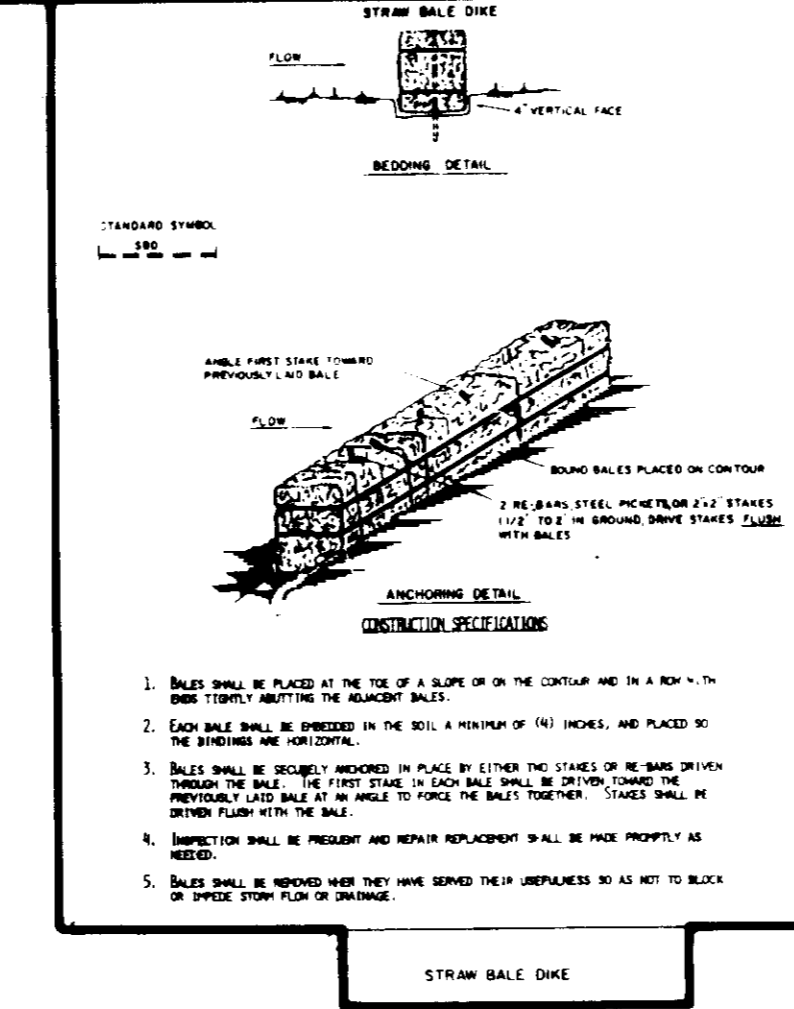 STRAW BALE DIKE
FLOW
4" VERTICAL FACE
BEDDING DETAIL
STANDARD SYMBOL
SBD
ANGLE FIRST STAKE TOWARD
PREVIOUSLY LAID BALE
FLOW
BOUND BALES PLACED ON CONTOUR
2 RE-BARS, STEEL PICKETS, OR 2"x2" STAKES
1 1/2' TO 2' IN GROUND, DRIVE STAKES FLUSH
WITH BALES
ANCHORING DETAIL
CONSTRUCTION SPECIFICATIONS
1. BALES SHALL BE PLACED AT THE TOE OF A SLOPE OR ON THE CONTOUR AND IN A ROW WITH
ENDS TIGHTLY ABUTTING THE ADJACENT BALES.
2. EACH BALE SHALL BE EMBEDDED IN THE SOIL A MINIMUM OF (4) INCHES, AND PLACED SO
THE BINDINGS ARE HORIZONTAL.
3. BALES SHALL BE SECURELY ANCHORED IN PLACE BY EITHER TWO STAKES OR RE-BARS DRIVEN
THROUGH THE BALE. THE FIRST STAKE IN EACH BALE SHALL BE DRIVEN TOWARD THE
PREVIOUSLY LAID BALE AT AN ANGLE TO FORCE THE BALES TOGETHER. STAKES SHALL BE
DRIVEN FLUSH WITH THE BALE.
4. INSPECTION SHALL BE FREQUENT AND REPAIR REPLACEMENT SHALL BE MADE PROMPTLY AS
NEEDED.
5. BALES SHALL BE REMOVED WHEN THEY HAVE SERVED THEIR USEFULNESS SO AS NOT TO BLOCK
OR IMPEDE STORM FLOW OR DRAINAGE.
STRAW BALE DIKE